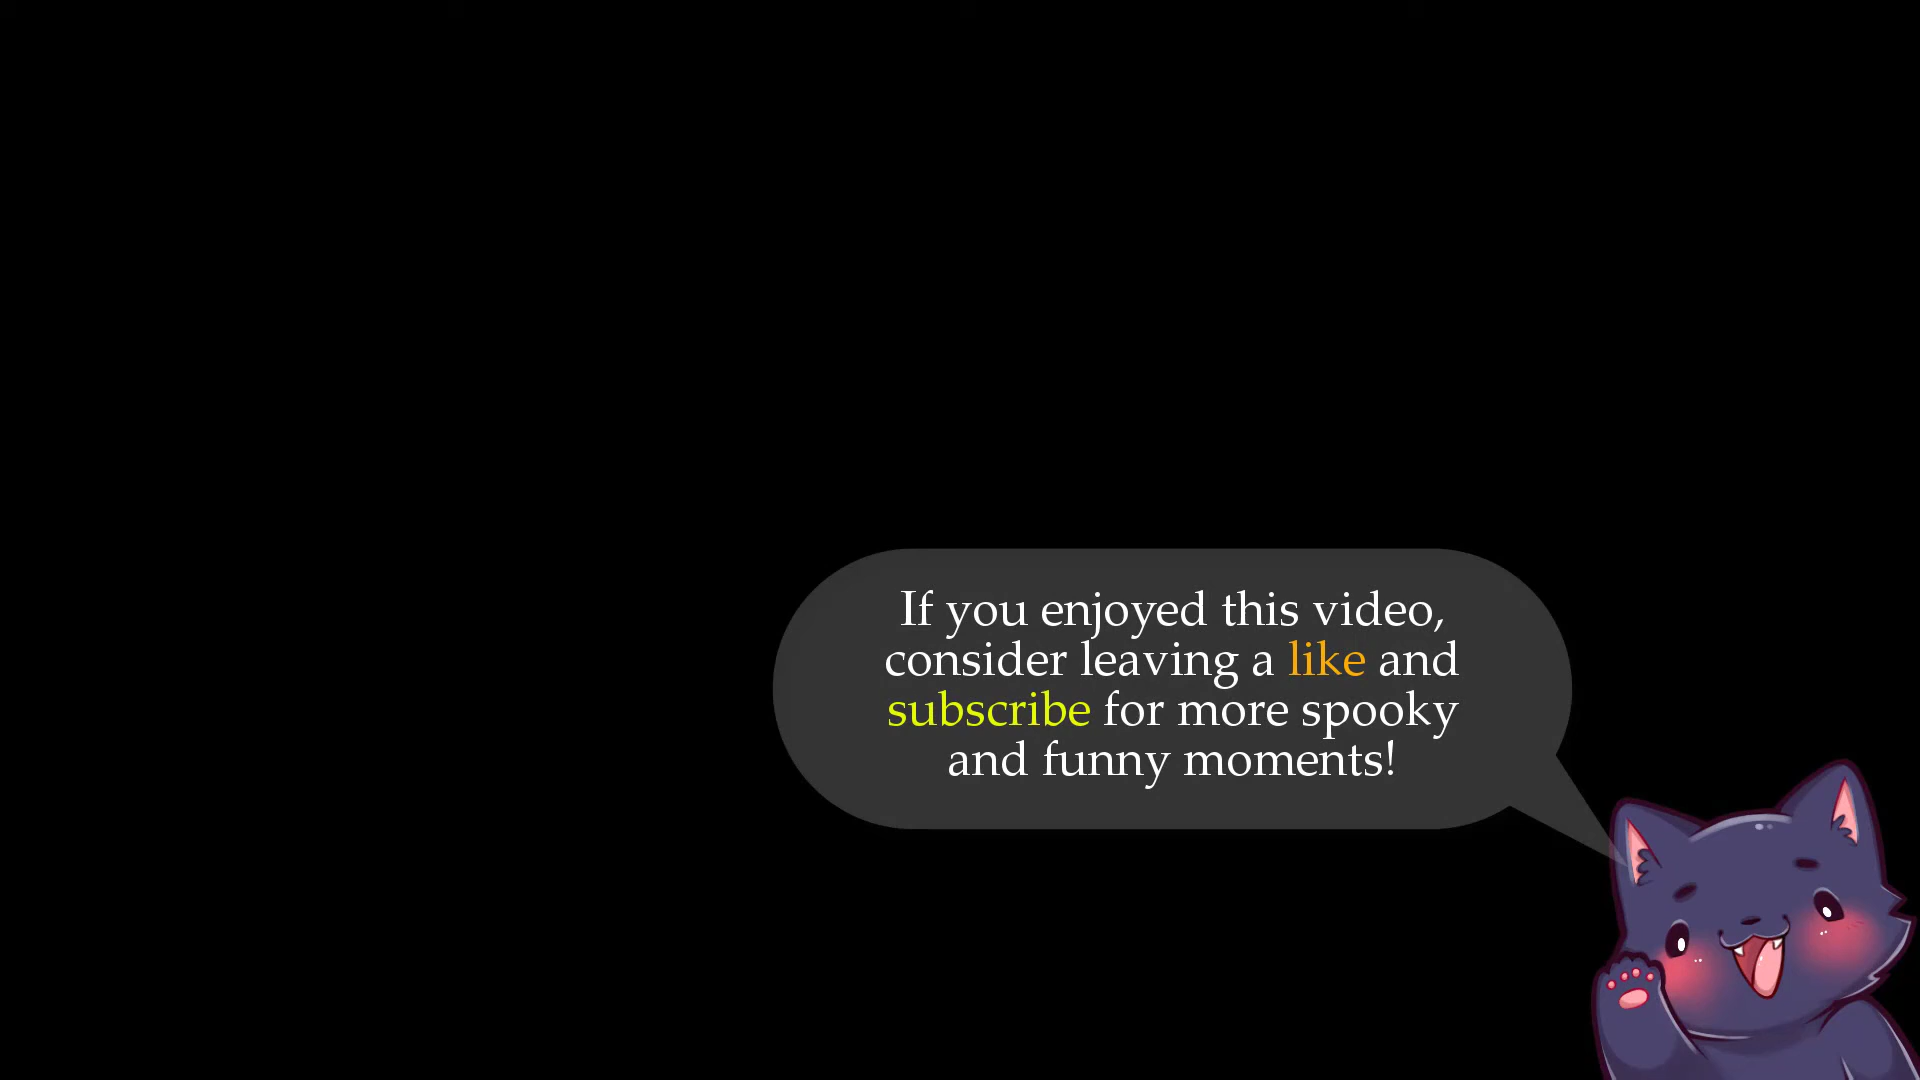 If you enjoyed this video,
consider leaving a like and
subscribe for more spooky
and funny moments!